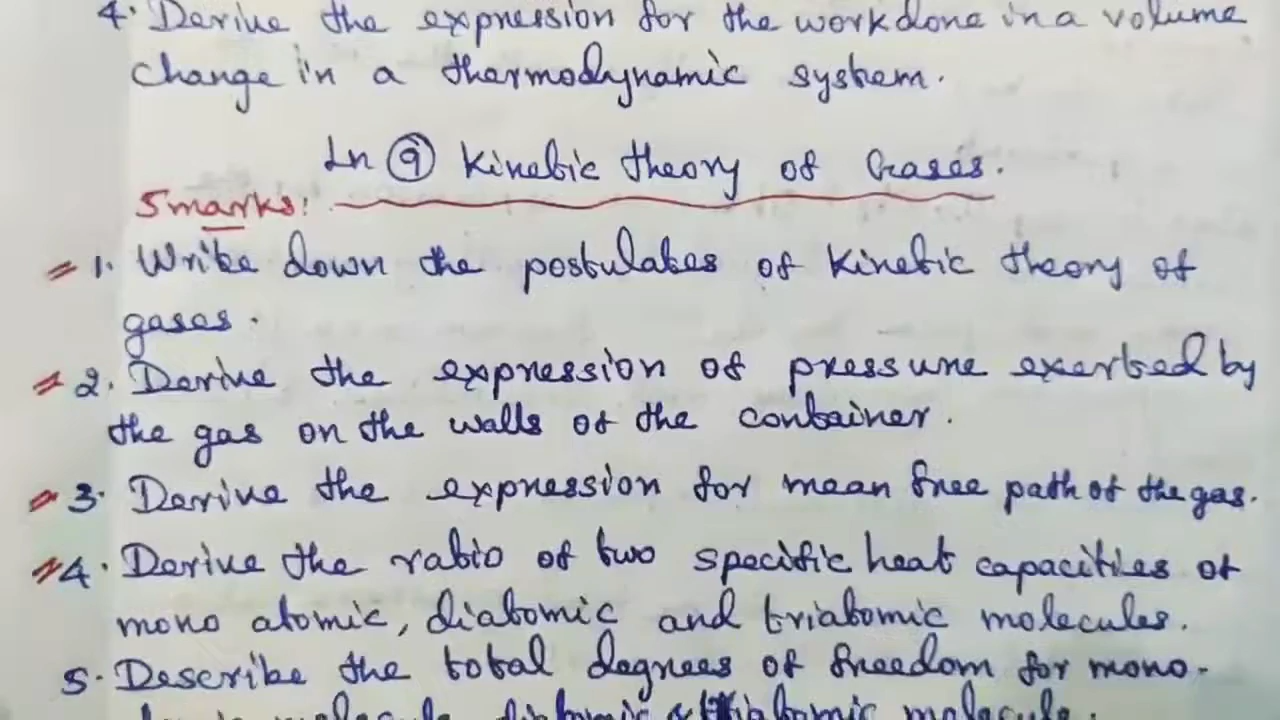 4. Derive the expression for the workdone in a volume
change in a thermodynamic system.
Ln ⑨ Kinetic theory of Gases.
5marks:
1. Write down the postulates of Kinetic theory of
gases.
2. Derive the expression of pressure exerted by
the gas on the walls of the container.
3. Derive the expression for mean free path of the gas.
4. Derive the ratio of two specific heat capacities of
mono atomic, diatomic and triatomic molecules.
5. Describe the total degrees of freedom for mono-
molecule, diatomic & triatomic molecule.